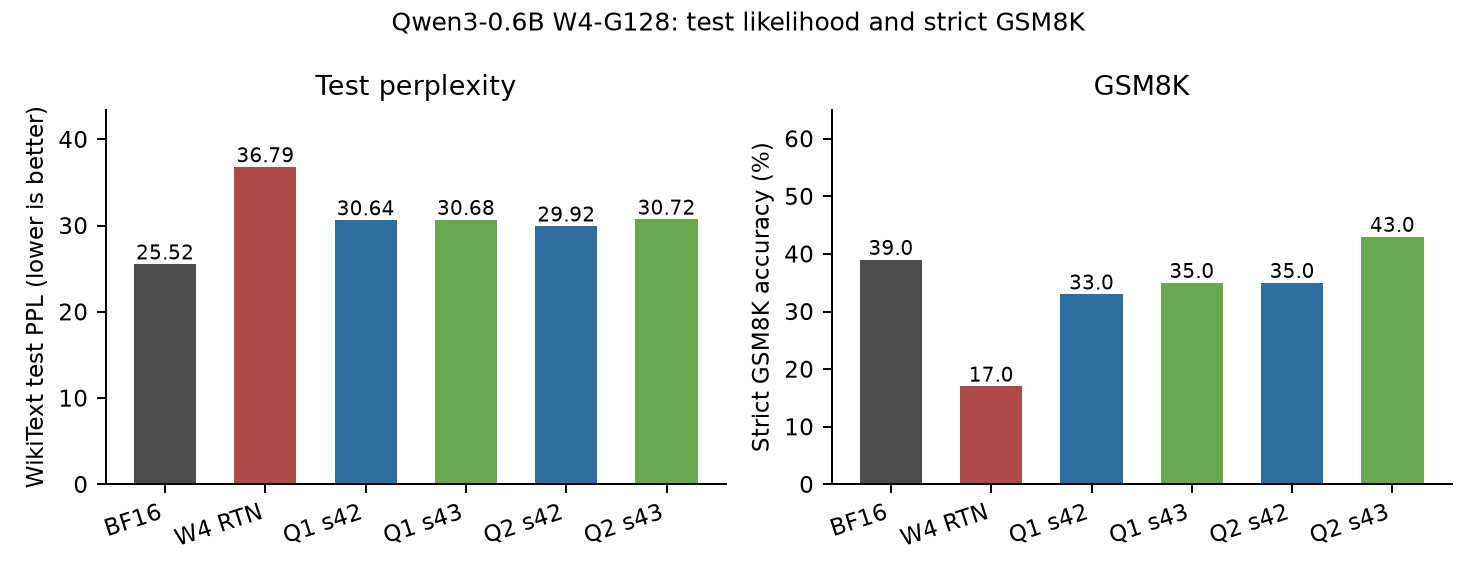 Qwen3-0.6B W4-G128: test likelihood and strict GSM8K
Test perplexity
WikiText test PPL (lower is better)
40
30
20
10
0
25.52
36.79
30.64
30.68
29.92
30.72
BF16
W4 RTN
Q1 s42
Q1 s43
Q2 s42
Q2 s43
GSM8K
Strict GSM8K accuracy (%)
60
50
40
30
20
10
0
39.0
17.0
33.0
35.0
35.0
43.0
BF16
W4 RTN
Q1 s42
Q1 s43
Q2 s42
Q2 s43